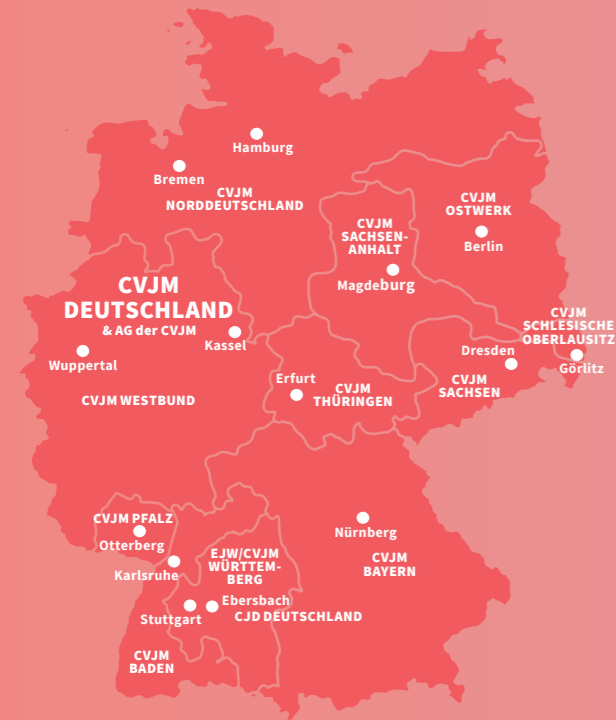 Hamburg
Bremen
CVJM
NORDDEUTSCHLAND
CVJM
OSTWERK
Berlin
CVJM
SACHSEN-
ANHALT
Magdeburg
CVJM
DEUTSCHLAND
& AG der CVJM
Kassel
Wuppertal
CVJM WESTBUND
CVJM
SCHLESISCHE
OBERLAUSITZ
Görlitz
Dresden
CVJM
SACHSEN
Erfurt
CVJM
THÜRINGEN
CVJM PFALZ
Otterberg
Karlsruhe
Nürnberg
CVJM
BAYERN
EJW/CVJM
WÜRTTEM-
BERG
Ebersbach
CJD DEUTSCHLAND
Stuttgart
CVJM
BADEN